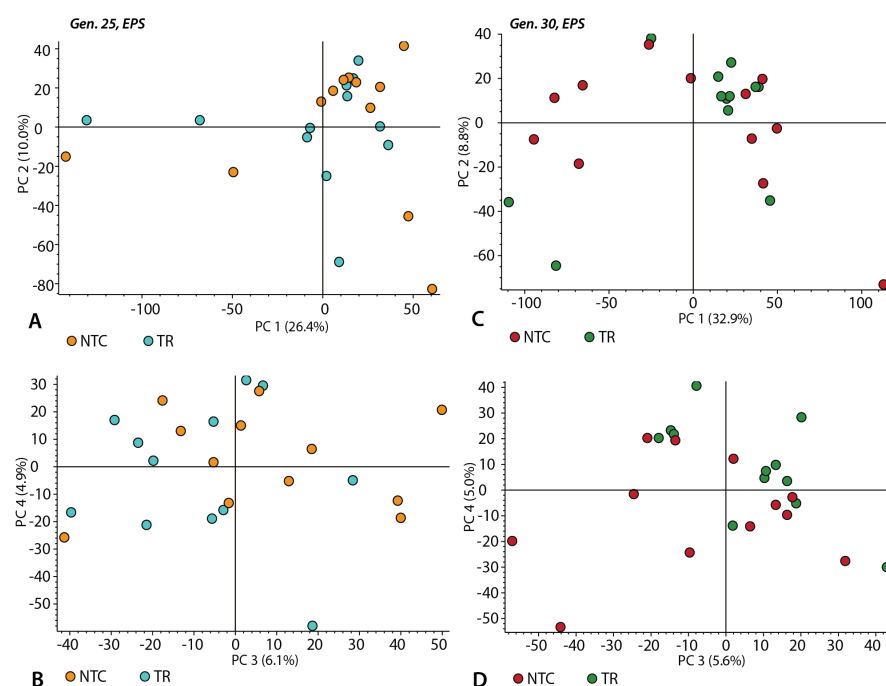 Gen. 25, EPS
40
20
0
-20
-40
-60
-80
PC 2 (10.0%)
-100
-50
0
50
PC 1 (26.4%)
A
NTC
TR
Gen. 30, EPS
40
20
0
-20
-40
-60
PC 2 (8.8%)
-100
-50
0
50
100
PC 1 (32.9%)
C
NTC
TR
30
20
10
0
-10
-20
-30
-40
-50
PC 4 (4.9%)
-40
-30
-20
-10
0
10
20
30
40
50
PC 3 (6.1%)
B
NTC
TR
40
30
20
10
0
-10
-20
-30
-40
-50
PC 4 (5.0%)
-50
-40
-30
-20
-10
0
10
20
30
40
PC 3 (5.6%)
D
NTC
TR